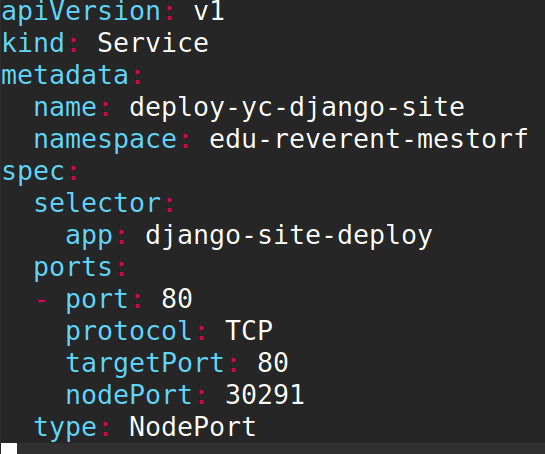 apiVersion: v1
kind: Service
metadata:
  name: deploy-yc-django-site
  namespace: edu-reverent-mestorf
spec:
  selector:
    app: django-site-deploy
  ports:
  - port: 80
    protocol: TCP
    targetPort: 80
    nodePort: 30291
  type: NodePort